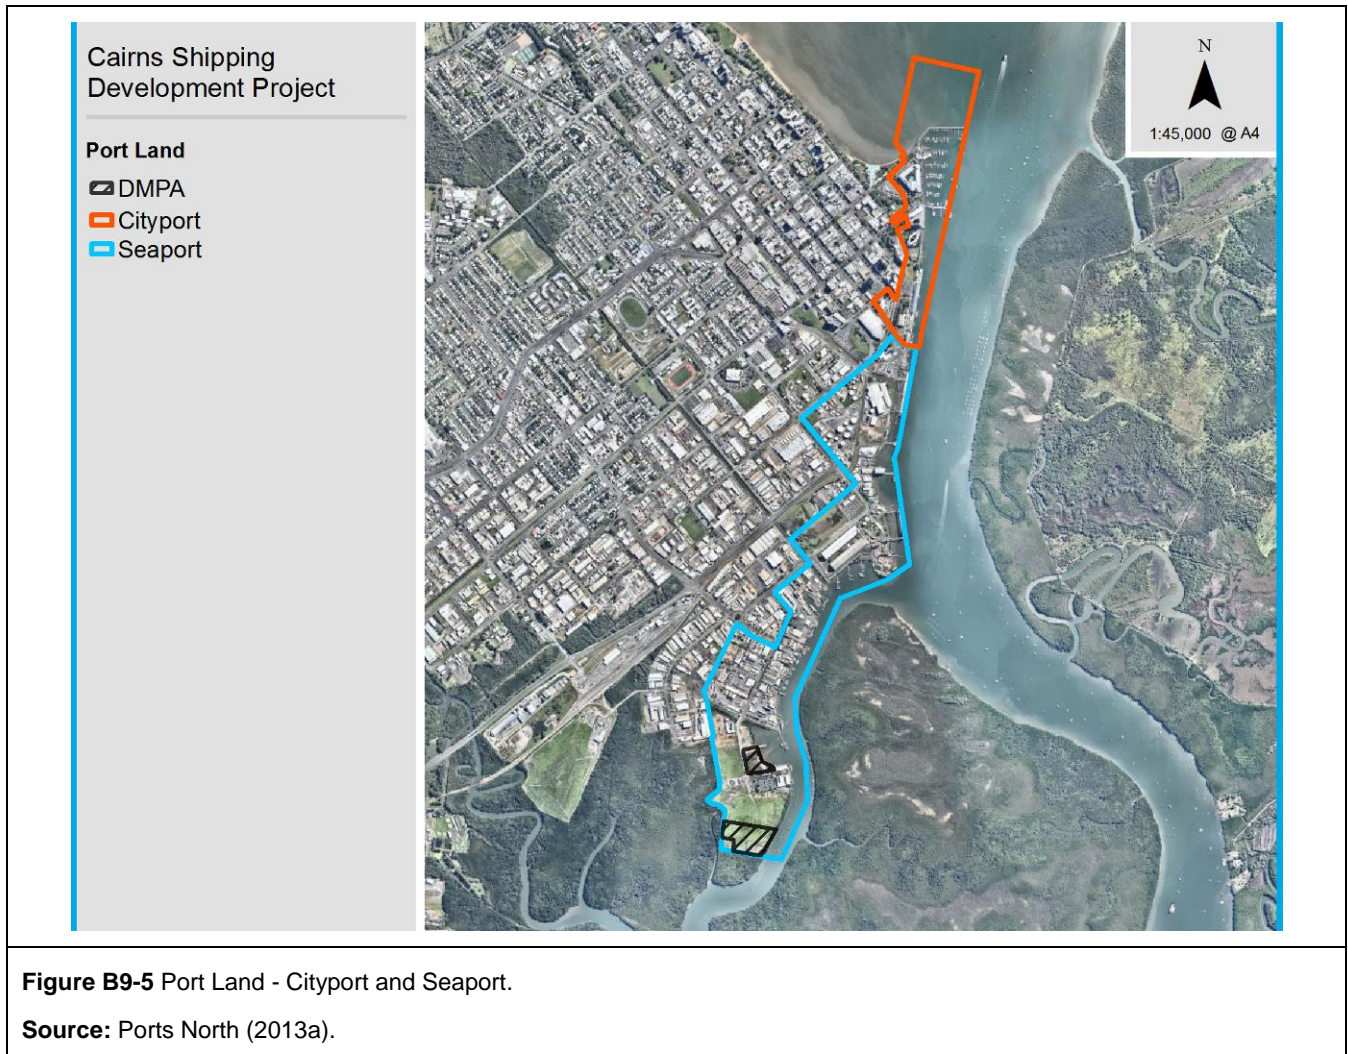 Cairns Shipping
Development Project
Port Land
DMPA
Cityport
Seaport
N
1:45,000 @ A4
Figure B9-5 Port Land - Cityport and Seaport.
Source: Ports North (2013a).